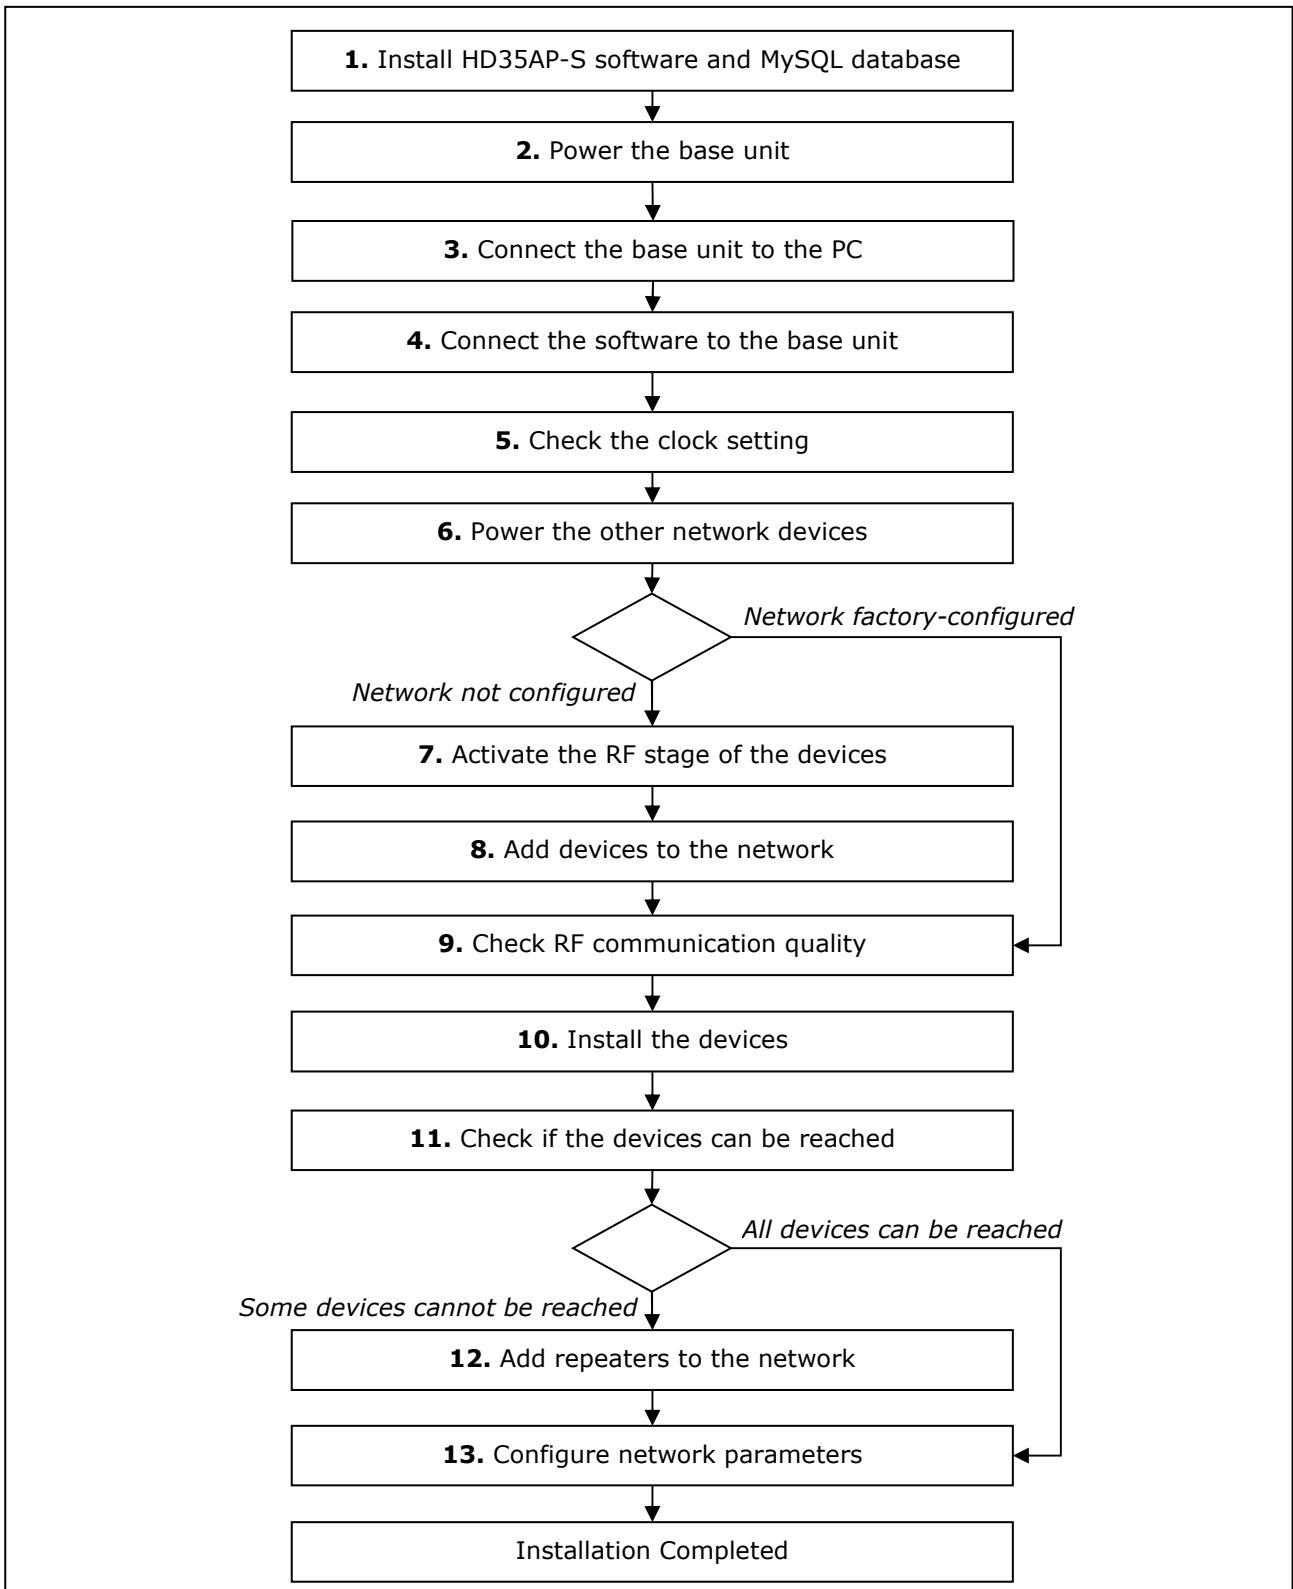 1. Install HD35AP-S software and MySQL database
2. Power the base unit
3. Connect the base unit to the PC
4. Connect the software to the base unit
5. Check the clock setting
6. Power the other network devices
Network factory-configured
Network not configured
7. Activate the RF stage of the devices
8. Add devices to the network
9. Check RF communication quality
10. Install the devices
11. Check if the devices can be reached
All devices can be reached
Some devices cannot be reached
12. Add repeaters to the network
13. Configure network parameters
Installation Completed